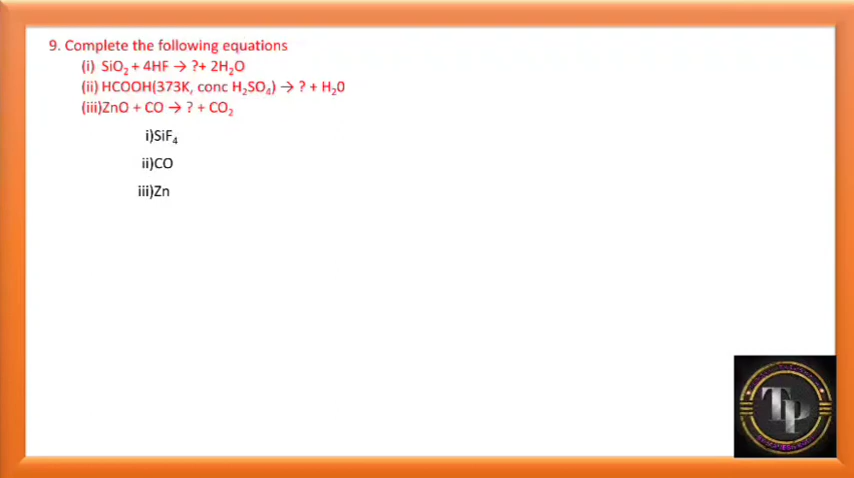 9. Complete the following equations
(i) SiO₂ + 4HF → ?+ 2H₂O
(ii) HCOOH(373K, conc H₂SO₄) → ? + H₂0
(iii)ZnO + CO → ? + CO₂
i)SiF₄
ii)CO
iii)Zn
TP